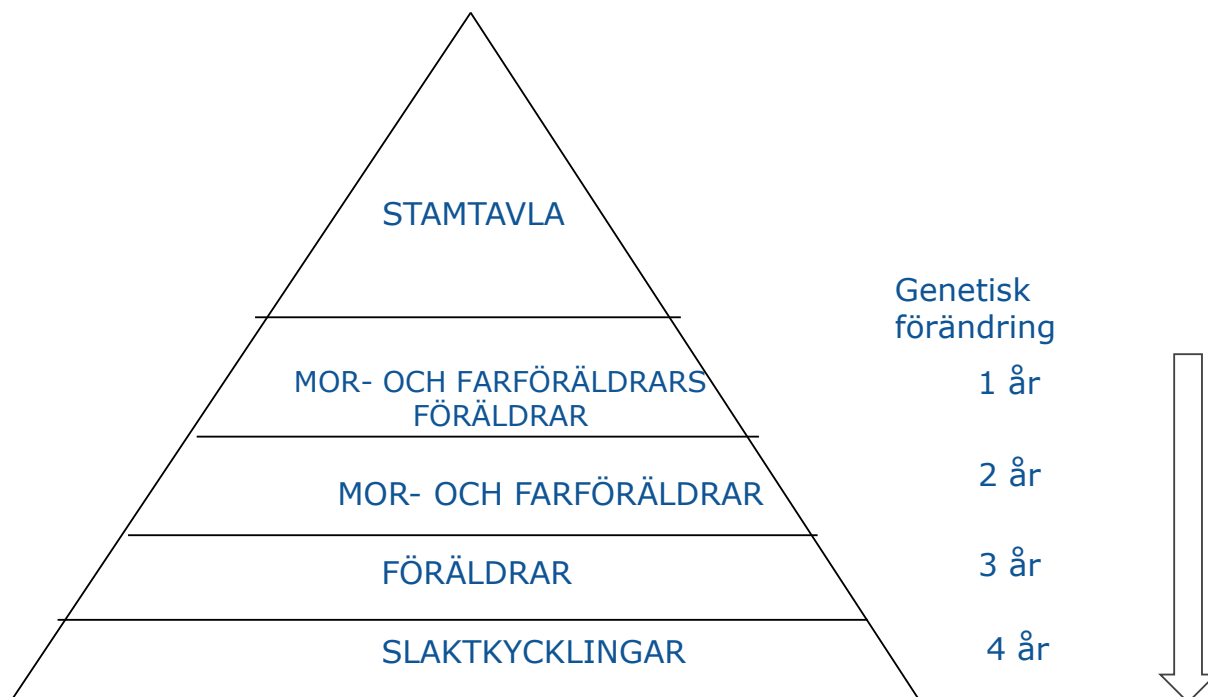 STAMTAVLA
Genetisk
förändring
MOR- OCH FARFÖRÄLDRARS
FÖRÄLDRAR
1 år
MOR- OCH FARFÖRÄLDRAR
2 år
FÖRÄLDRAR
3 år
SLAKTKYCKLINGAR
4 år